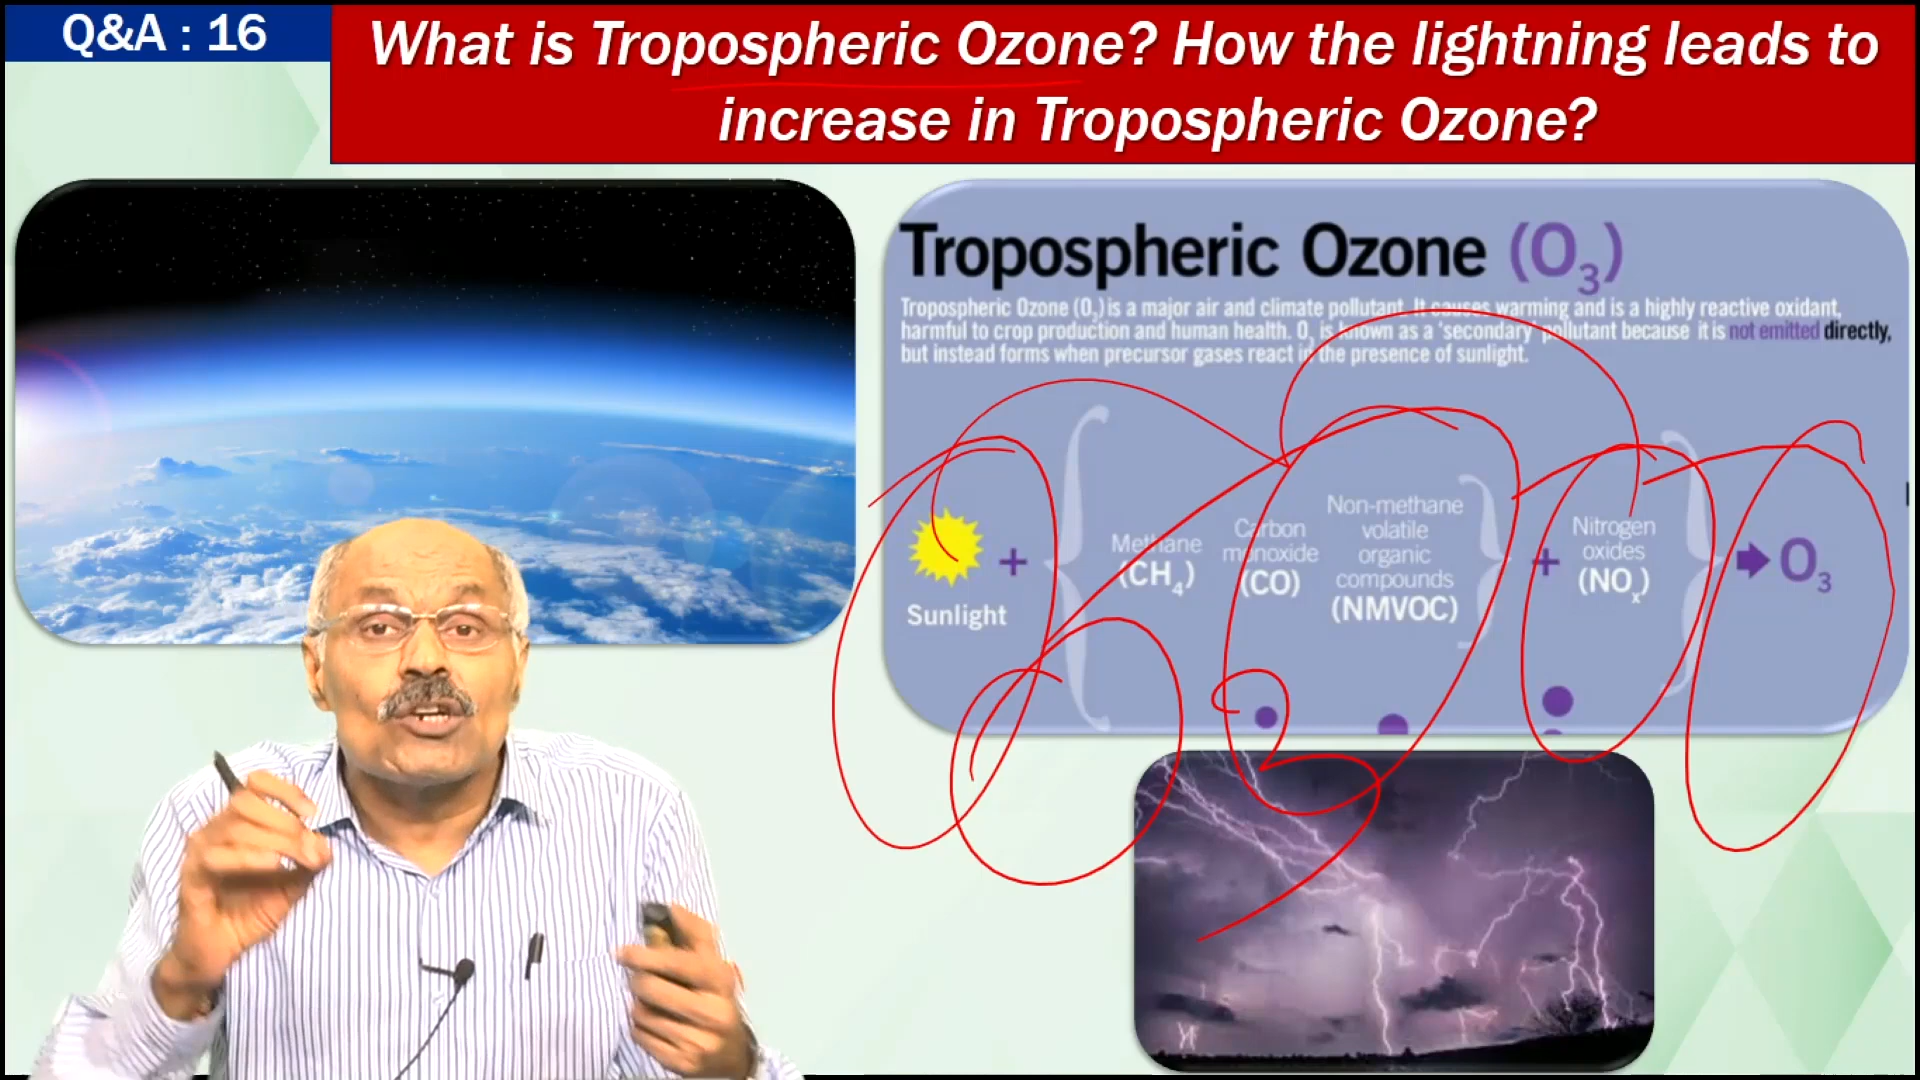 Q&A : 16
What is Tropospheric Ozone? How the lightning leads to
increase in Tropospheric Ozone?
Tropospheric Ozone (O3)
Tropospheric Ozone (O3) is a major air and climate pollutant. It causes warming and is a highly reactive oxidant,
harmful to crop production and human health. O3 is known as a 'secondary' pollutant because it is not emitted directly,
but instead forms when precursor gases react in the presence of sunlight.
Sunlight
+
Methane
(CH4)
Carbon
monoxide
(CO)
Non-methane
volatile
organic
compounds
(NMVOC)
+
Nitrogen
oxides
(NOx)
O3